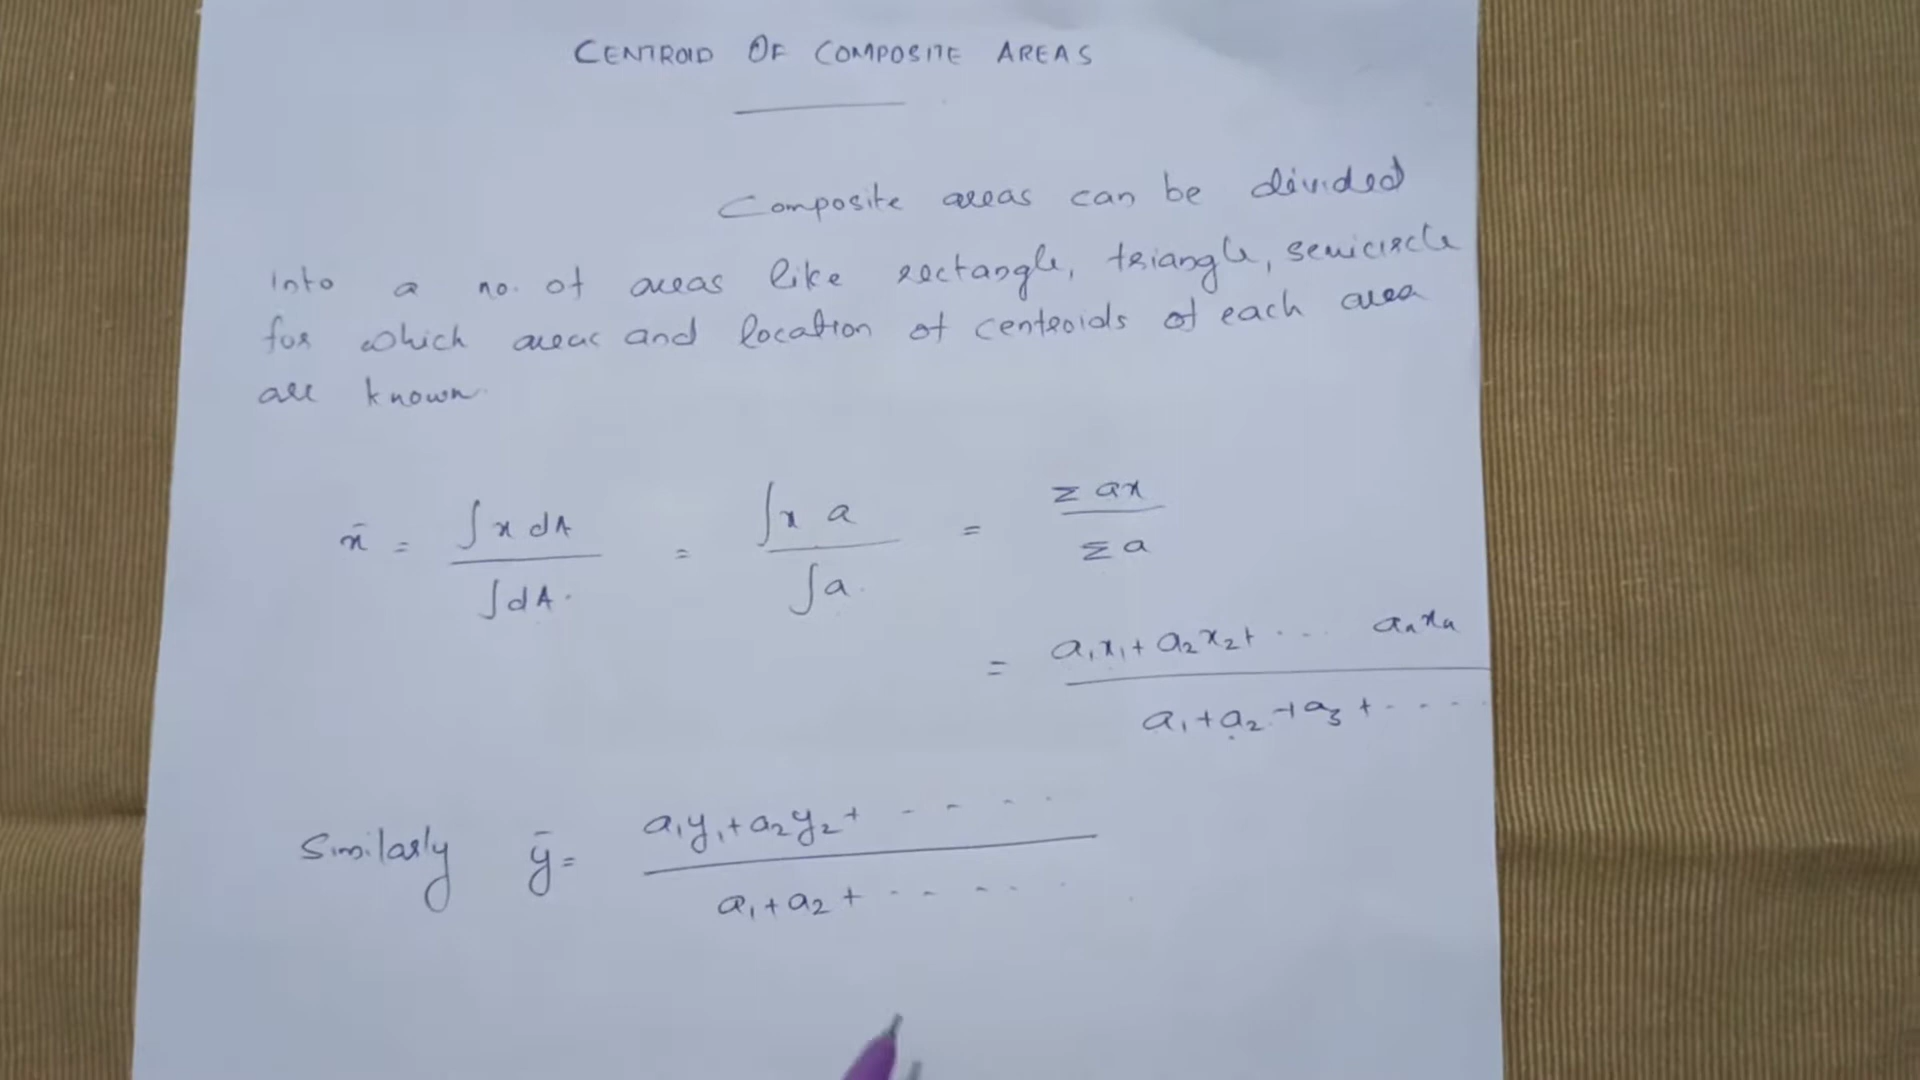 CENTROID OF COMPOSITE AREAS
Composite areas can be divided
into a no. of areas like rectangle, triangle, semicircle
for which areas and location of centroids of each area
are known.
x̄ = ∫x dA / ∫dA. = ∫x a / ∫a. = Σ ax / Σ a
= a₁x₁ + a₂x₂ + ... aₙxₙ / a₁ + a₂ + a₃ + ....
Similarly ȳ = a₁y₁ + a₂y₂ + ..... / a₁ + a₂ + .....